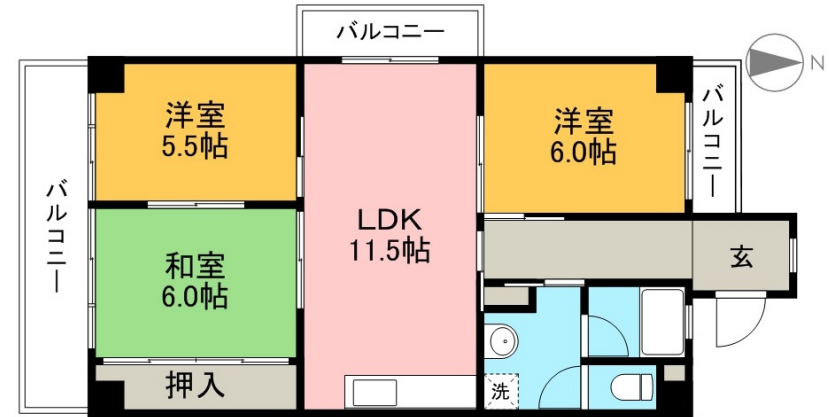 バルコニー
N
洋室
5.5帖
洋室
6.0帖
バルコニー
バルコニー
LDK
11.5帖
和室
6.0帖
玄
押入
洗